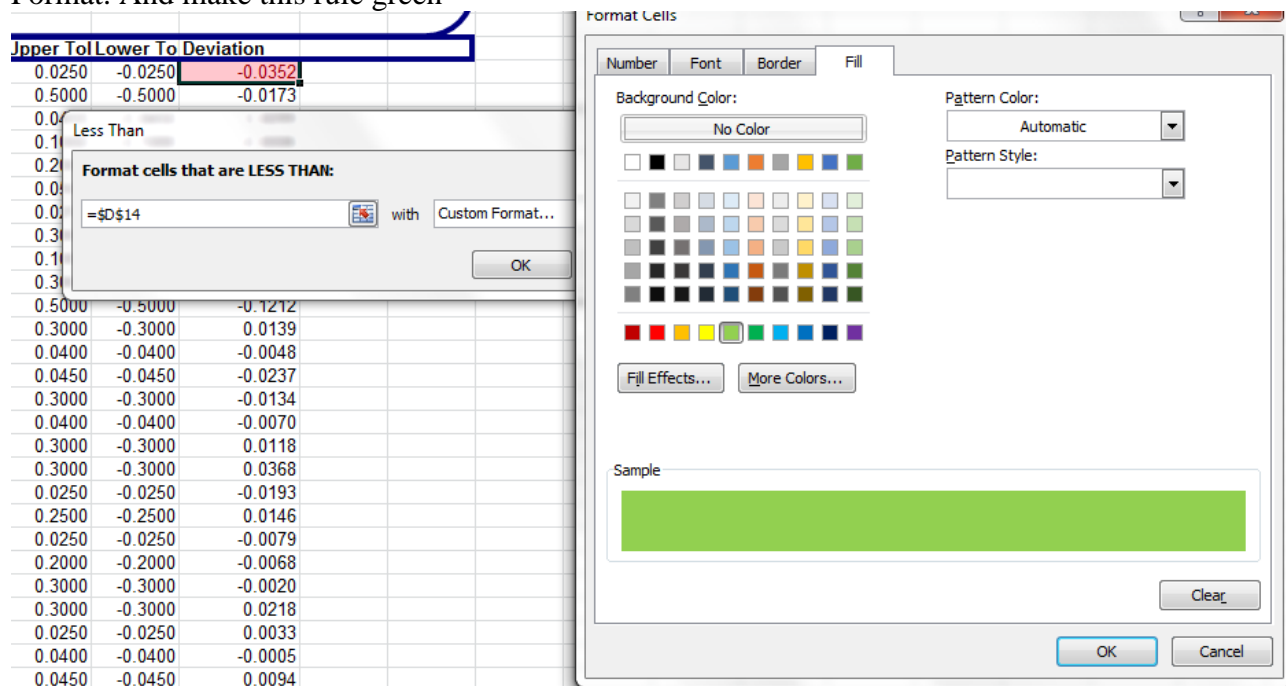 Format. And make this rule green
Format Cells
Upper Tol Lower To Deviation
0.0250 -0.0250 -0.0352
0.5000 -0.5000 -0.0173
Less Than
Format cells that are LESS THAN:
=$D$14 with Custom Format...
OK
0.5000 -0.5000 -0.1212
0.3000 -0.3000 0.0139
0.0400 -0.0400 -0.0048
0.0450 -0.0450 -0.0237
0.3000 -0.3000 -0.0134
0.0400 -0.0400 -0.0070
0.3000 -0.3000 0.0118
0.3000 -0.3000 0.0368
0.0250 -0.0250 -0.0193
0.2500 -0.2500 0.0146
0.0250 -0.0250 -0.0079
0.2000 -0.2000 -0.0068
0.3000 -0.3000 -0.0020
0.3000 -0.3000 0.0218
0.0250 -0.0250 0.0033
0.0400 -0.0400 -0.0005
0.0450 -0.0450 0.0094
Number Font Border Fill
Background Color:
No Color
Pattern Color:
Automatic
Pattern Style:
Fill Effects... More Colors...
Sample
Clear
OK Cancel